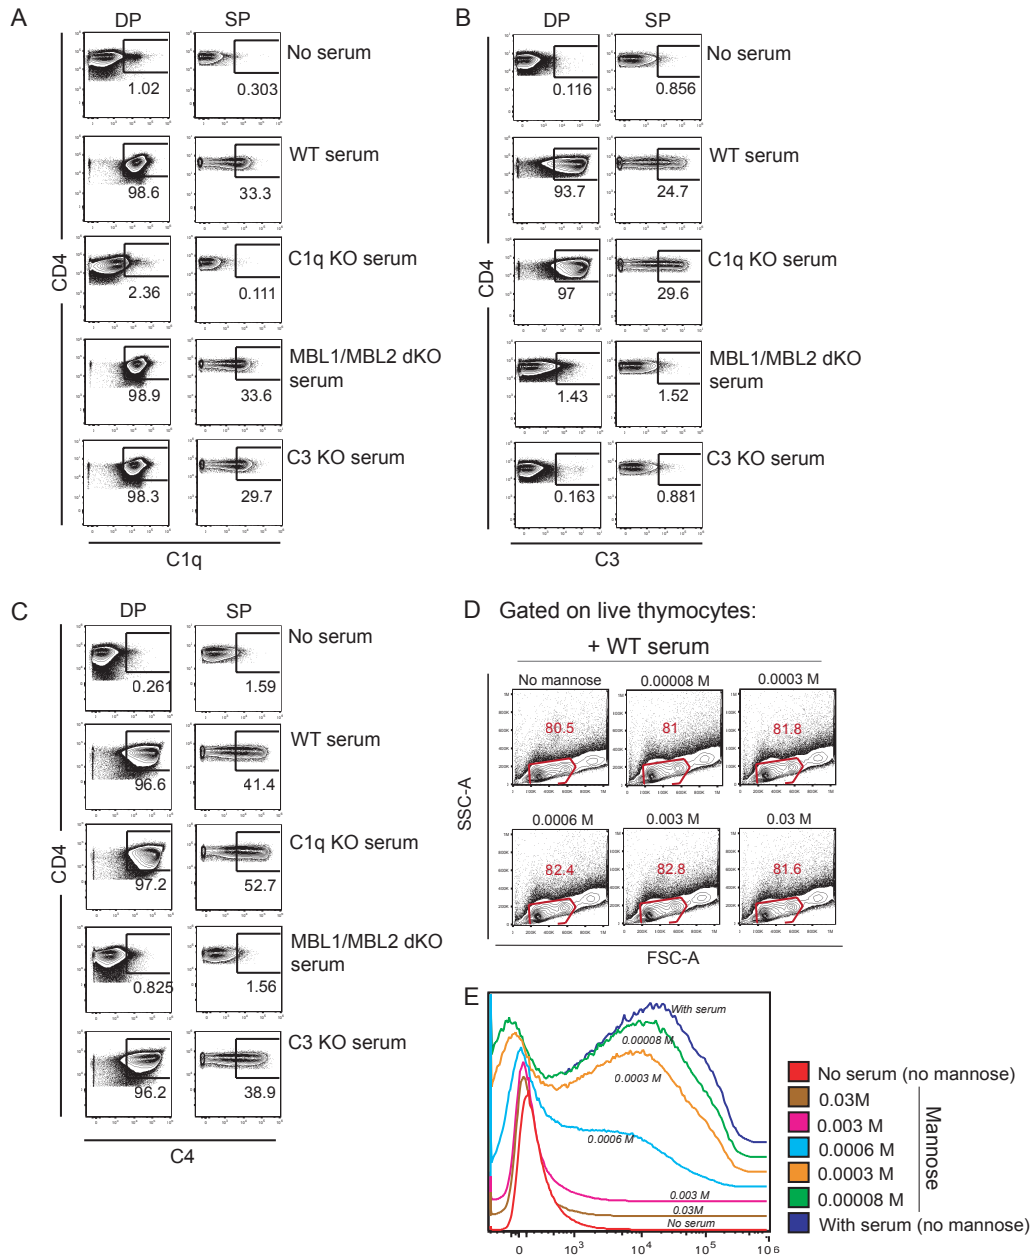 A
DP SP
No serum
1.02 0.303
WT serum
98.6 33.3
C1q KO serum
2.36 0.111
MBL1/MBL2 dKO
serum
98.9 33.6
C3 KO serum
98.3 29.7
CD4
C1q
B
DP SP
No serum
0.116 0.856
WT serum
93.7 24.7
C1q KO serum
97 29.6
MBL1/MBL2 dKO
serum
1.43 1.52
C3 KO serum
0.163 0.881
CD4
C3
C
DP SP
No serum
0.261 1.59
WT serum
96.6 41.4
C1q KO serum
97.2 52.7
MBL1/MBL2 dKO
serum
0.825 1.56
C3 KO serum
96.2 38.9
CD4
C4
D Gated on live thymocytes:
+ WT serum
No mannose 0.00008 M 0.0003 M
80.5 81 81.8
0.0006 M 0.003 M 0.03 M
82.4 82.8 81.6
SSC-A
FSC-A
E
With serum
0.00008 M
0.0003 M
0.0006 M
0.003 M
0.03M
No serum
0 10³ 10⁴ 10⁵ 10⁶
No serum (no mannose)
0.03M
0.003 M
0.0006 M
0.0003 M
0.00008 M
With serum (no mannose)
Mannose